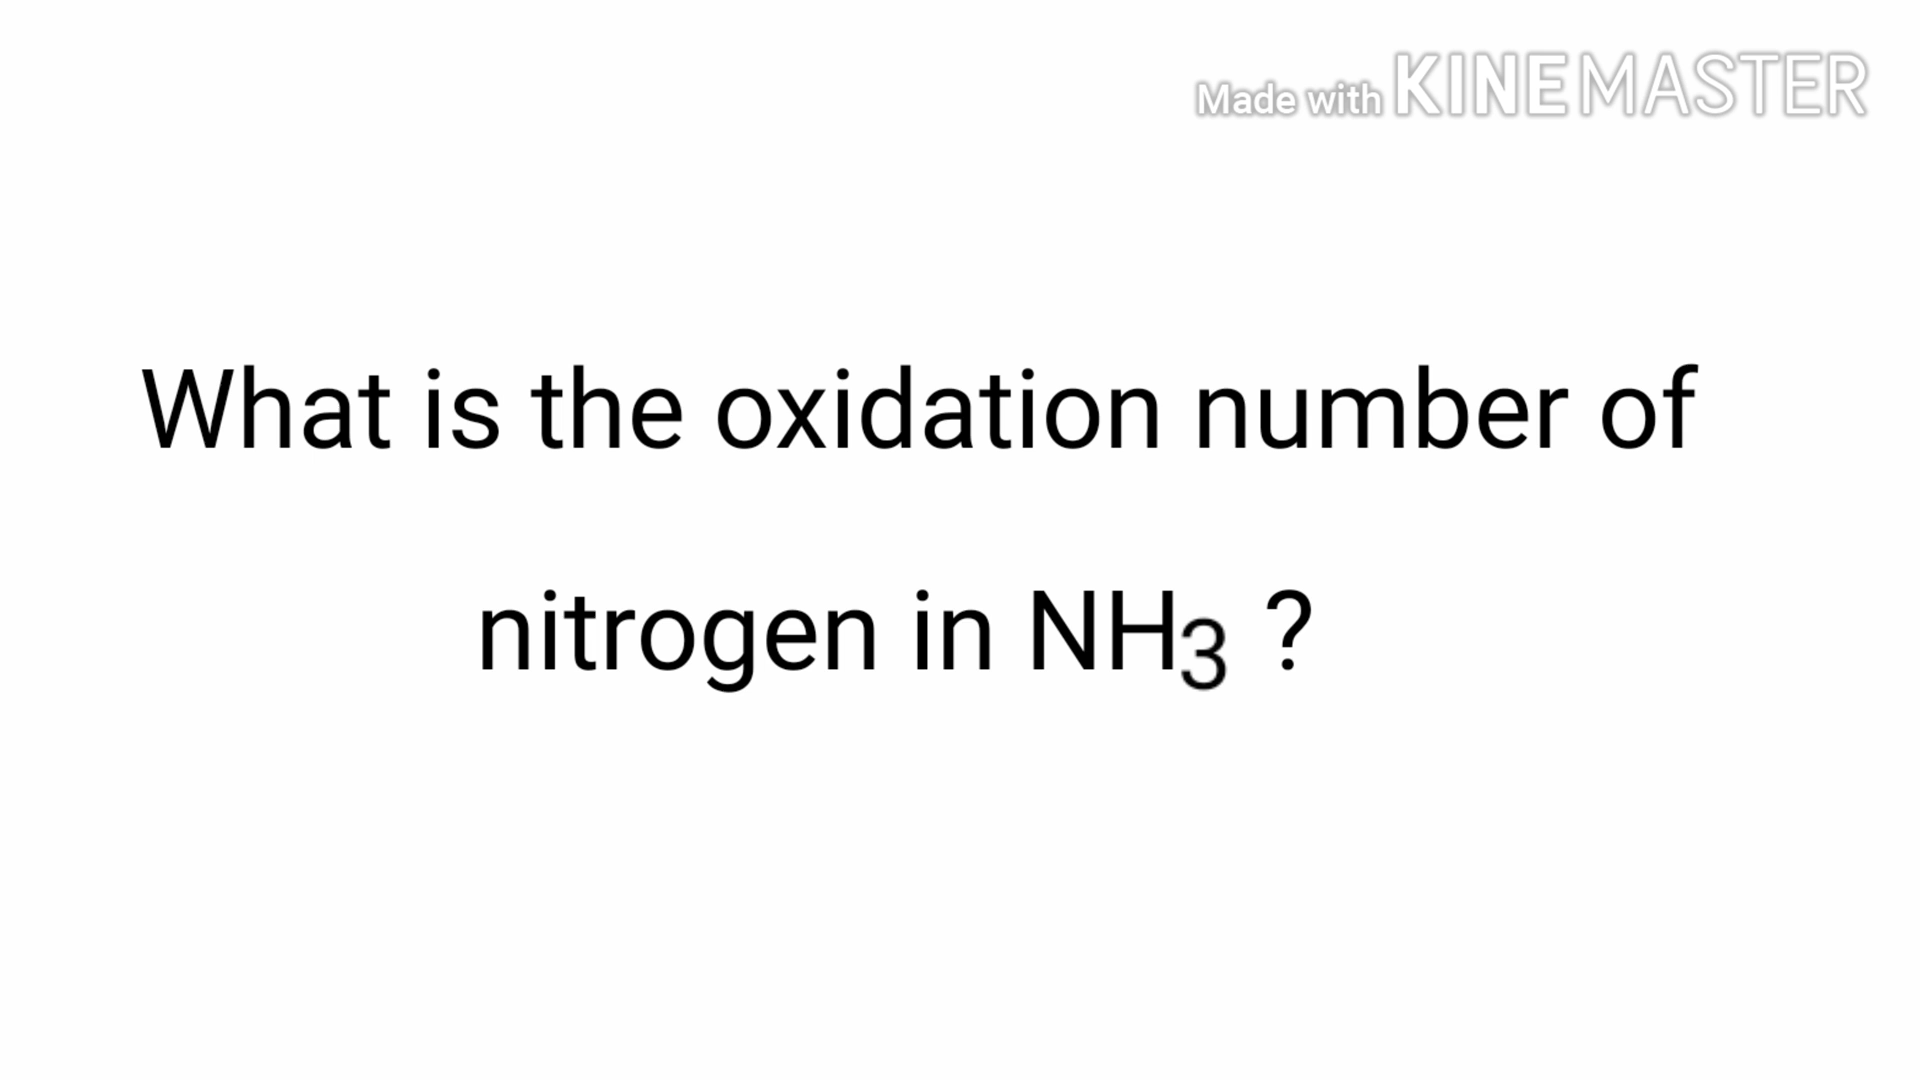 Made with KINEMASTER
What is the oxidation number of
nitrogen in NH₃ ?